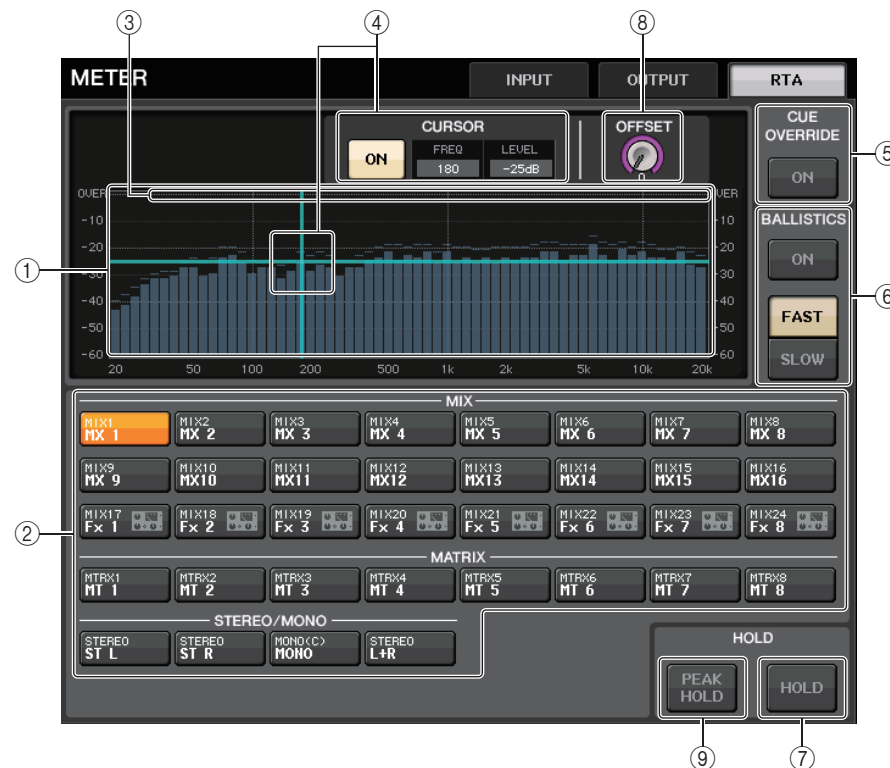 ③ ④ ⑧
METER INPUT OUTPUT RTA
CURSOR
ON FREQ 180 LEVEL -25dB
OFFSET
0
CUE OVERRIDE
ON
⑤
OVER OVER
-10 -10
-20 -20
-30 -30
-40 -40
-50 -50
-60 -60
20 50 100 200 500 1k 2k 5k 10k 20k
①
BALLISTICS
ON
FAST
SLOW
⑥
MIX
MIX1 MIX2 MIX3 MIX4 MIX5 MIX6 MIX7 MIX8
MX 1 MX 2 MX 3 MX 4 MX 5 MX 6 MX 7 MX 8
MIX9 MIX10 MIX11 MIX12 MIX13 MIX14 MIX15 MIX16
MX 9 MX10 MX11 MX12 MX13 MX14 MX15 MX16
MIX17 MIX18 MIX19 MIX20 MIX21 MIX22 MIX23 MIX24
Fx 1 Fx 2 Fx 3 Fx 4 Fx 5 Fx 6 Fx 7 Fx 8
②
MATRIX
MTRX1 MTRX2 MTRX3 MTRX4 MTRX5 MTRX6 MTRX7 MTRX8
MT 1 MT 2 MT 3 MT 4 MT 5 MT 6 MT 7 MT 8
STEREO/MONO
STEREO STEREO MONO(C) STEREO
ST L ST R MONO L+R
HOLD
PEAK HOLD HOLD
⑨ ⑦